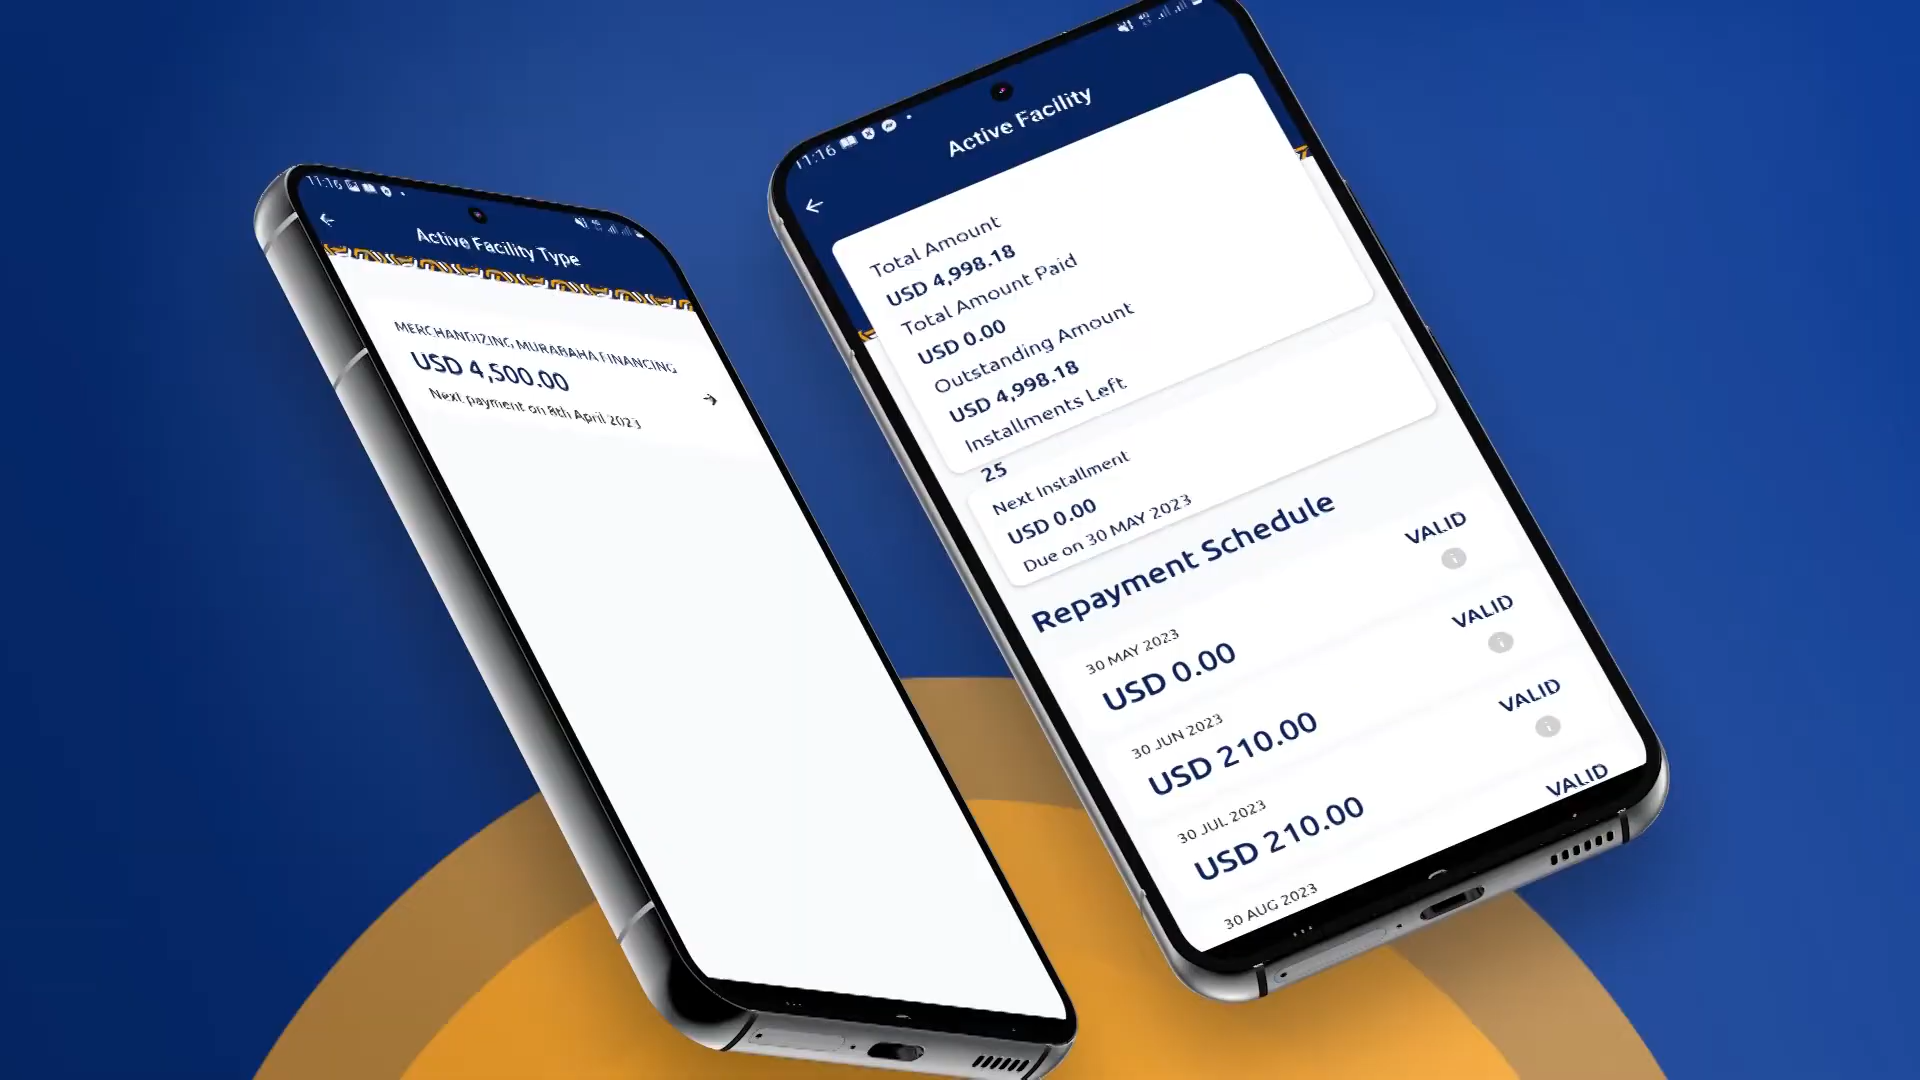 11:16
Active Facility Type
MERCHANDIZING MURABAHA FINANCING
USD 4,500.00
Next payment on 8th April 2023
11:16
Active Facility
Total Amount
USD 4,998.18
Total Amount Paid
USD 0.00
Outstanding Amount
USD 4,998.18
Installments Left
25
Next Installment
USD 0.00
Due on 30 MAY 2023
Repayment Schedule
30 MAY 2023
USD 0.00
VALID
30 JUN 2023
USD 210.00
VALID
30 JUL 2023
USD 210.00
VALID
30 AUG 2023
VALID